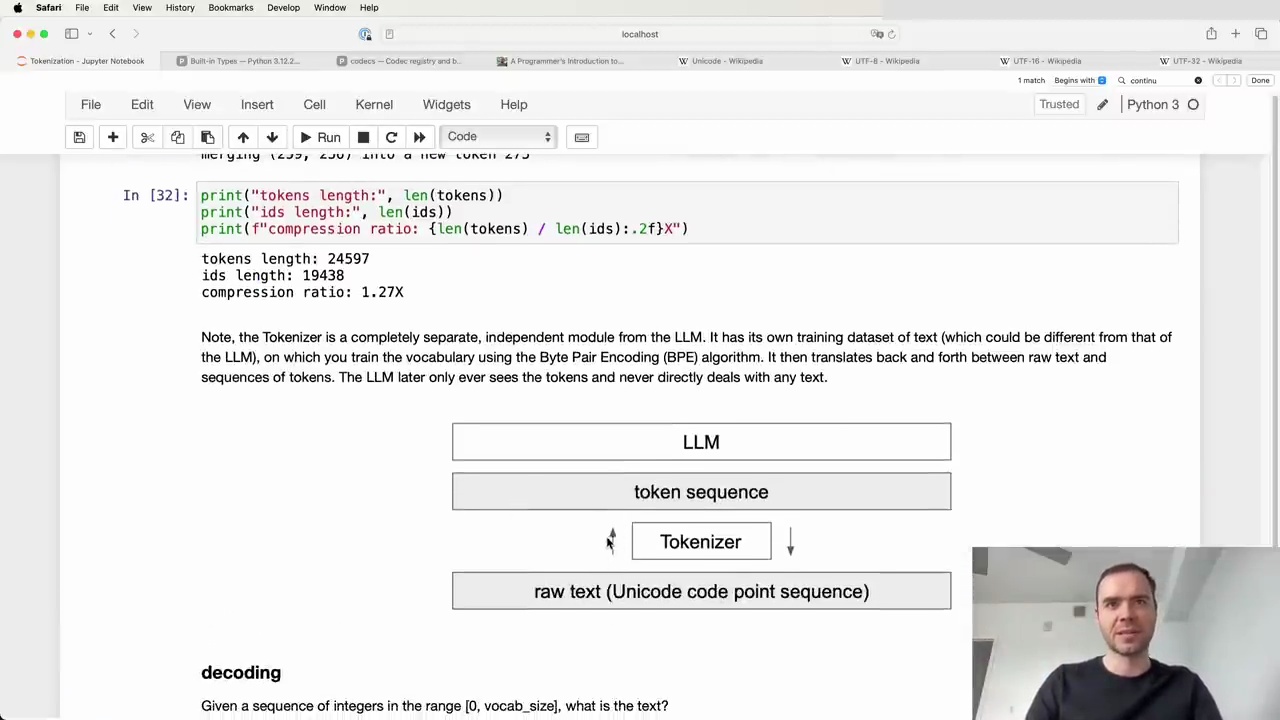 Safari File Edit View History Bookmarks Develop Window Help
localhost
Tokenization - Jupyter Notebook
Built-in Types — Python 3.12.2...
codecs — Codec registry and b...
A Programmer's Introduction to...
Unicode - Wikipedia
UTF-8 - Wikipedia
UTF-16 - Wikipedia
UTF-32 - Wikipedia
1 match Begins with continu Done
File Edit View Insert Cell Kernel Widgets Help Trusted Python 3
Run Code
merging (259, 256) into a new token 275
In [32]: print("tokens length:", len(tokens))
print("ids length:", len(ids))
print(f"compression ratio: {len(tokens) / len(ids):.2f}X")
tokens length: 24597
ids length: 19438
compression ratio: 1.27X
Note, the Tokenizer is a completely separate, independent module from the LLM. It has its own training dataset of text (which could be different from that of
the LLM), on which you train the vocabulary using the Byte Pair Encoding (BPE) algorithm. It then translates back and forth between raw text and
sequences of tokens. The LLM later only ever sees the tokens and never directly deals with any text.
LLM
token sequence
Tokenizer
raw text (Unicode code point sequence)
decoding
Given a sequence of integers in the range [0, vocab_size], what is the text?